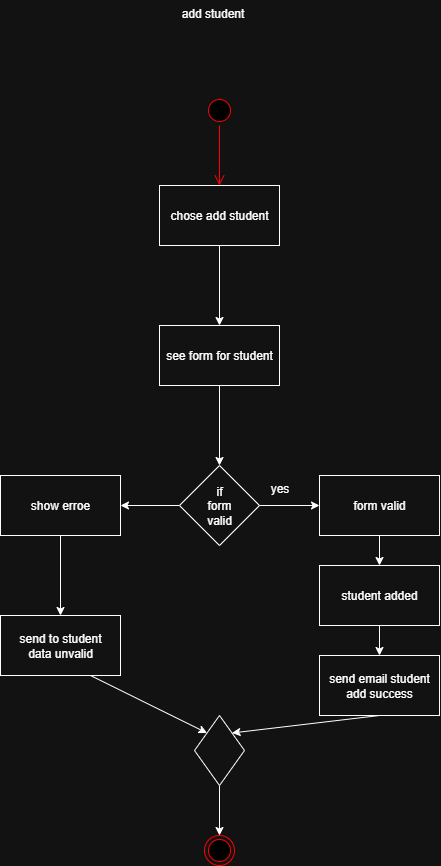 add student
chose add student
see form for student
if
form
valid
yes
show erroe
form valid
student added
send to student
data unvalid
send email student
add success